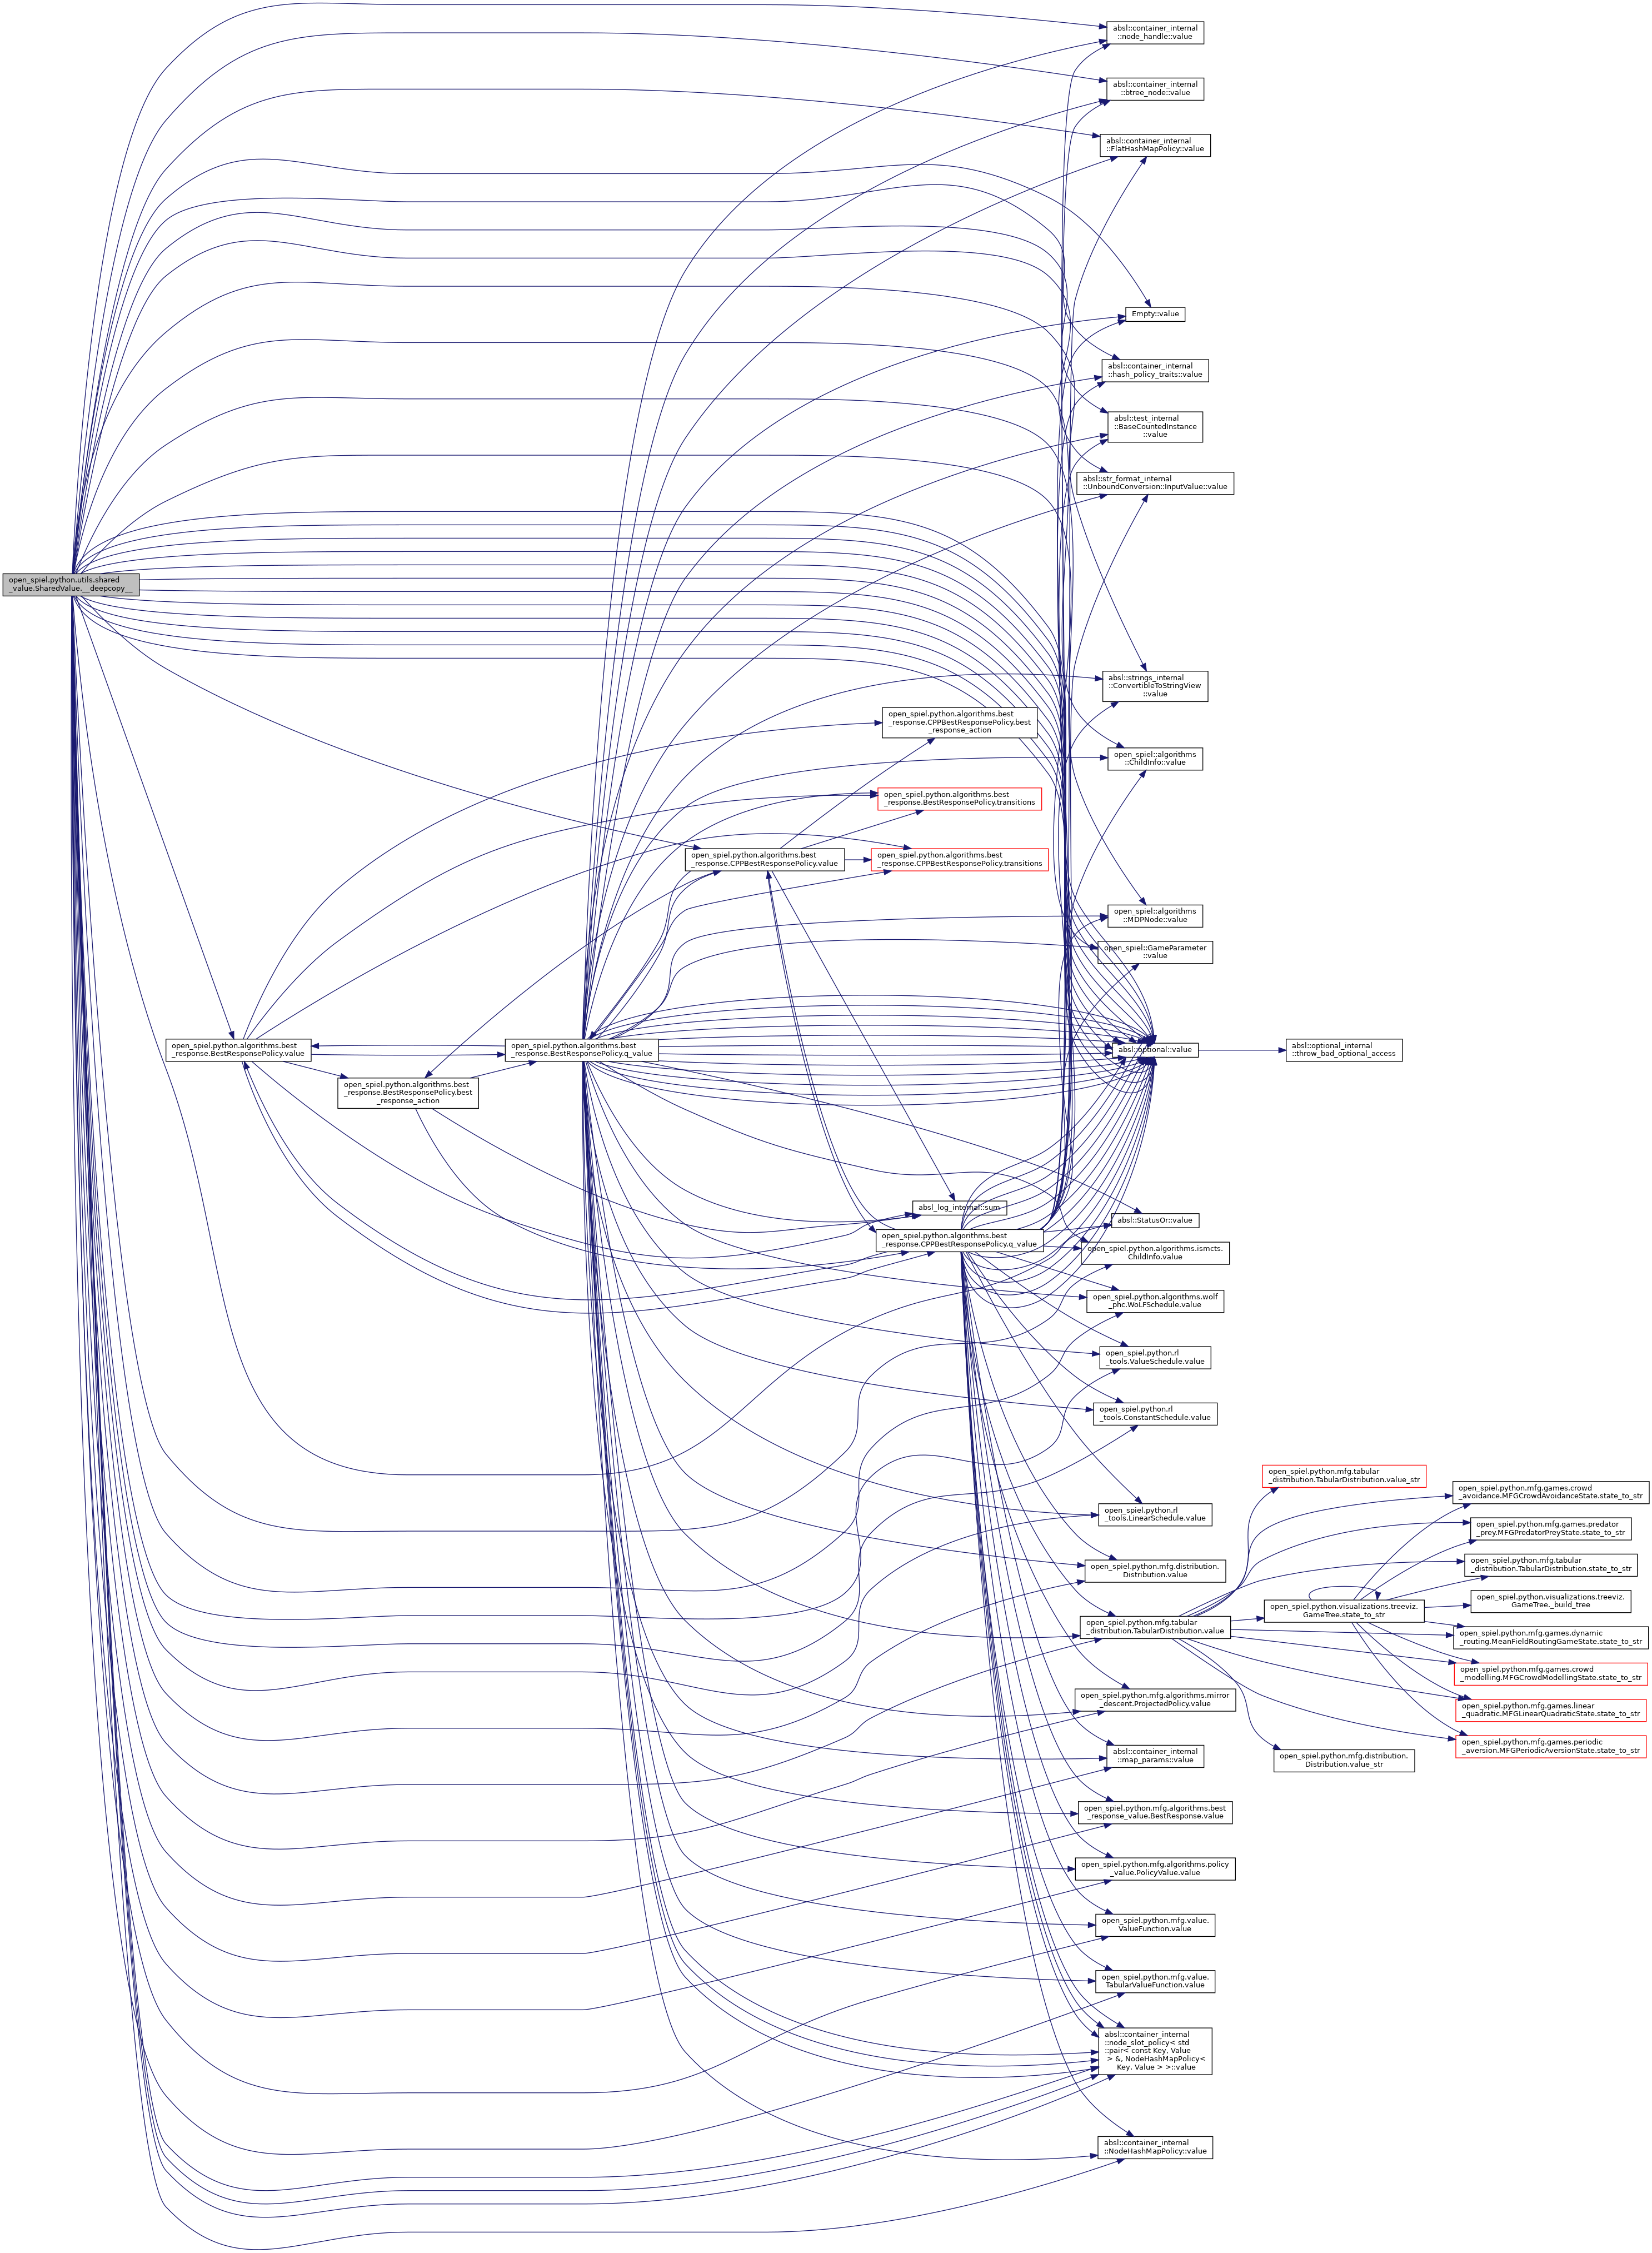 open_spiel.python.utils.shared
_value.SharedValue.__deepcopy__
open_spiel.python.algorithms.best
_response.BestResponsePolicy.value
open_spiel.python.algorithms.best
_response.BestResponsePolicy.best
_response_action
open_spiel.python.algorithms.best
_response.BestResponsePolicy.q_value
open_spiel.python.algorithms.best
_response.CPPBestResponsePolicy.value
open_spiel.python.algorithms.best
_response.CPPBestResponsePolicy.best
_response_action
open_spiel.python.algorithms.best
_response.BestResponsePolicy.transitions
open_spiel.python.algorithms.best
_response.CPPBestResponsePolicy.transitions
absl_log_internal::sum
open_spiel.python.algorithms.best
_response.CPPBestResponsePolicy.q_value
absl::container_internal
::node_handle::value
absl::container_internal
::btree_node::value
absl::container_internal
::FlatHashMapPolicy::value
Empty::value
absl::container_internal
::hash_policy_traits::value
absl::test_internal
::BaseCountedInstance
::value
absl::str_format_internal
::UnboundConversion::InputValue::value
absl::strings_internal
::ConvertibleToStringView
::value
open_spiel::algorithms
::ChildInfo::value
open_spiel::algorithms
::MDPNode::value
open_spiel::GameParameter
::value
absl::optional::value
absl::optional_internal
::throw_bad_optional_access
absl::StatusOr::value
open_spiel.python.algorithms.ismcts.
ChildInfo.value
open_spiel.python.algorithms.wolf
_phc.WoLFSchedule.value
open_spiel.python.rl
_tools.ValueSchedule.value
open_spiel.python.rl
_tools.ConstantSchedule.value
open_spiel.python.rl
_tools.LinearSchedule.value
open_spiel.python.mfg.distribution.
Distribution.value
open_spiel.python.mfg.tabular
_distribution.TabularDistribution.value
open_spiel.python.mfg.algorithms.mirror
_descent.ProjectedPolicy.value
absl::container_internal
::map_params::value
open_spiel.python.mfg.algorithms.best
_response_value.BestResponse.value
open_spiel.python.mfg.algorithms.policy
_value.PolicyValue.value
open_spiel.python.mfg.value.
ValueFunction.value
open_spiel.python.mfg.value.
TabularValueFunction.value
absl::container_internal
::node_slot_policy< std
::pair< const Key, Value
> &, NodeHashMapPolicy<
Key, Value > >::value
absl::container_internal
::NodeHashMapPolicy::value
open_spiel.python.mfg.tabular
_distribution.TabularDistribution.value_str
open_spiel.python.visualizations.treeviz.
GameTree.state_to_str
open_spiel.python.mfg.distribution.
Distribution.value_str
open_spiel.python.mfg.games.crowd
_avoidance.MFGCrowdAvoidanceState.state_to_str
open_spiel.python.mfg.games.predator
_prey.MFGPredatorPreyState.state_to_str
open_spiel.python.mfg.tabular
_distribution.TabularDistribution.state_to_str
open_spiel.python.visualizations.treeviz.
GameTree._build_tree
open_spiel.python.mfg.games.dynamic
_routing.MeanFieldRoutingGameState.state_to_str
open_spiel.python.mfg.games.crowd
_modelling.MFGCrowdModellingState.state_to_str
open_spiel.python.mfg.games.linear
_quadratic.MFGLinearQuadraticState.state_to_str
open_spiel.python.mfg.games.periodic
_aversion.MFGPeriodicAversionState.state_to_str